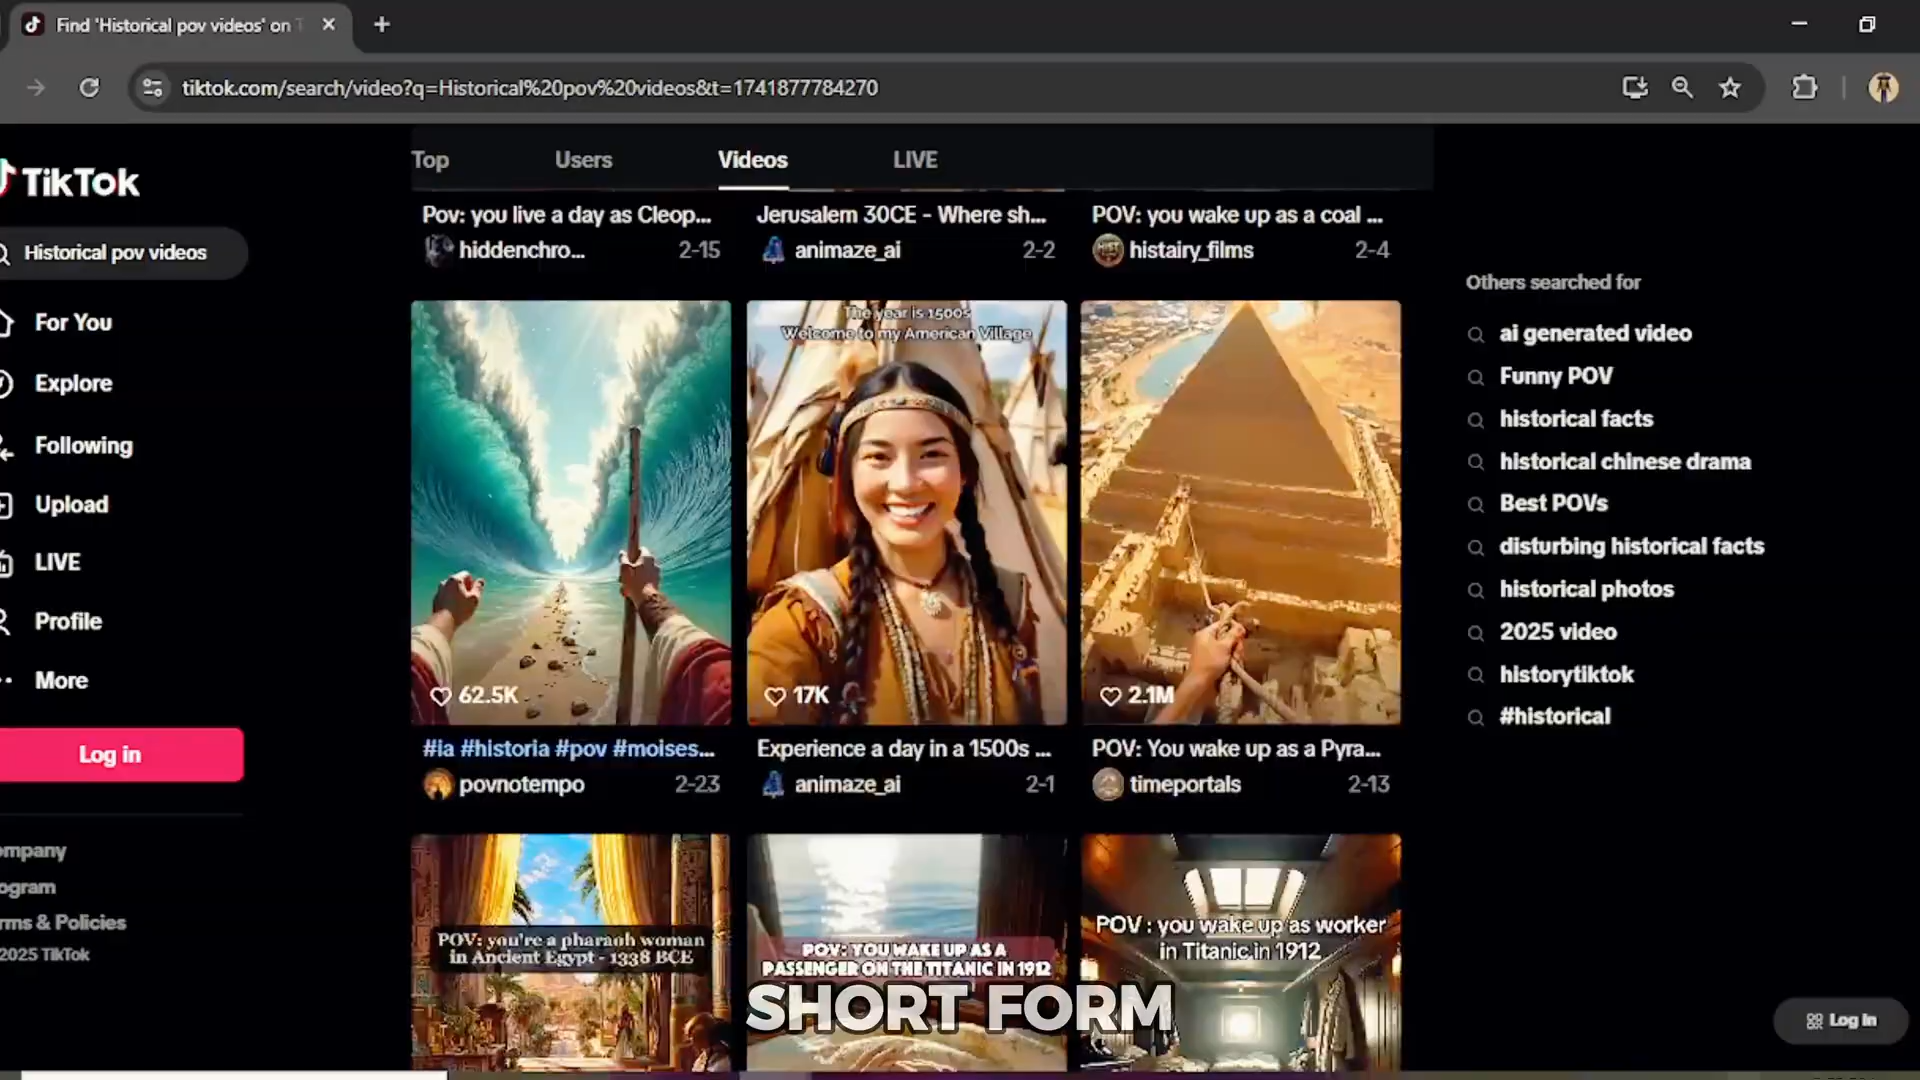 Find 'Historical pov videos' on T
tiktok.com/search/video?q=Historical%20pov%20videos&t=1741877784270
TikTok
Historical pov videos
For You
Explore
Following
Upload
LIVE
Profile
More
Log in
ompany
ogram
rms & Policies
2025 TikTok
Top
Users
Videos
LIVE
Pov: you live a day as Cleop...
hiddenchro...
2-15
Jerusalem 30CE - Where sh...
animaze_ai
2-2
POV: you wake up as a coal ...
HIST
histairy_films
2-4
62.5K
#ia #historia #pov #moises...
povnotempo
2-23
The year is 1500s
Welcome to my American Village
17K
Experience a day in a 1500s ...
animaze_ai
2-1
2.1M
POV: You wake up as a Pyra...
timeportals
2-13
POV: you're a pharaoh woman
in Ancient Egypt - 1338 BCE
POV: YOU WAKE UP AS A
PASSENGER ON THE TITANIC IN 1912
POV : you wake up as worker
in Titanic in 1912
SHORT FORM
Others searched for
ai generated video
Funny POV
historical facts
historical chinese drama
Best POVs
disturbing historical facts
historical photos
2025 video
historytiktok
#historical
Log in